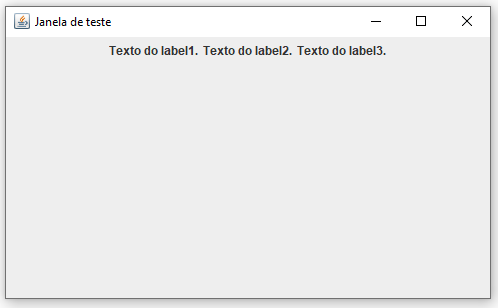 Janela de teste
Texto do label1. Texto do label2. Texto do label3.